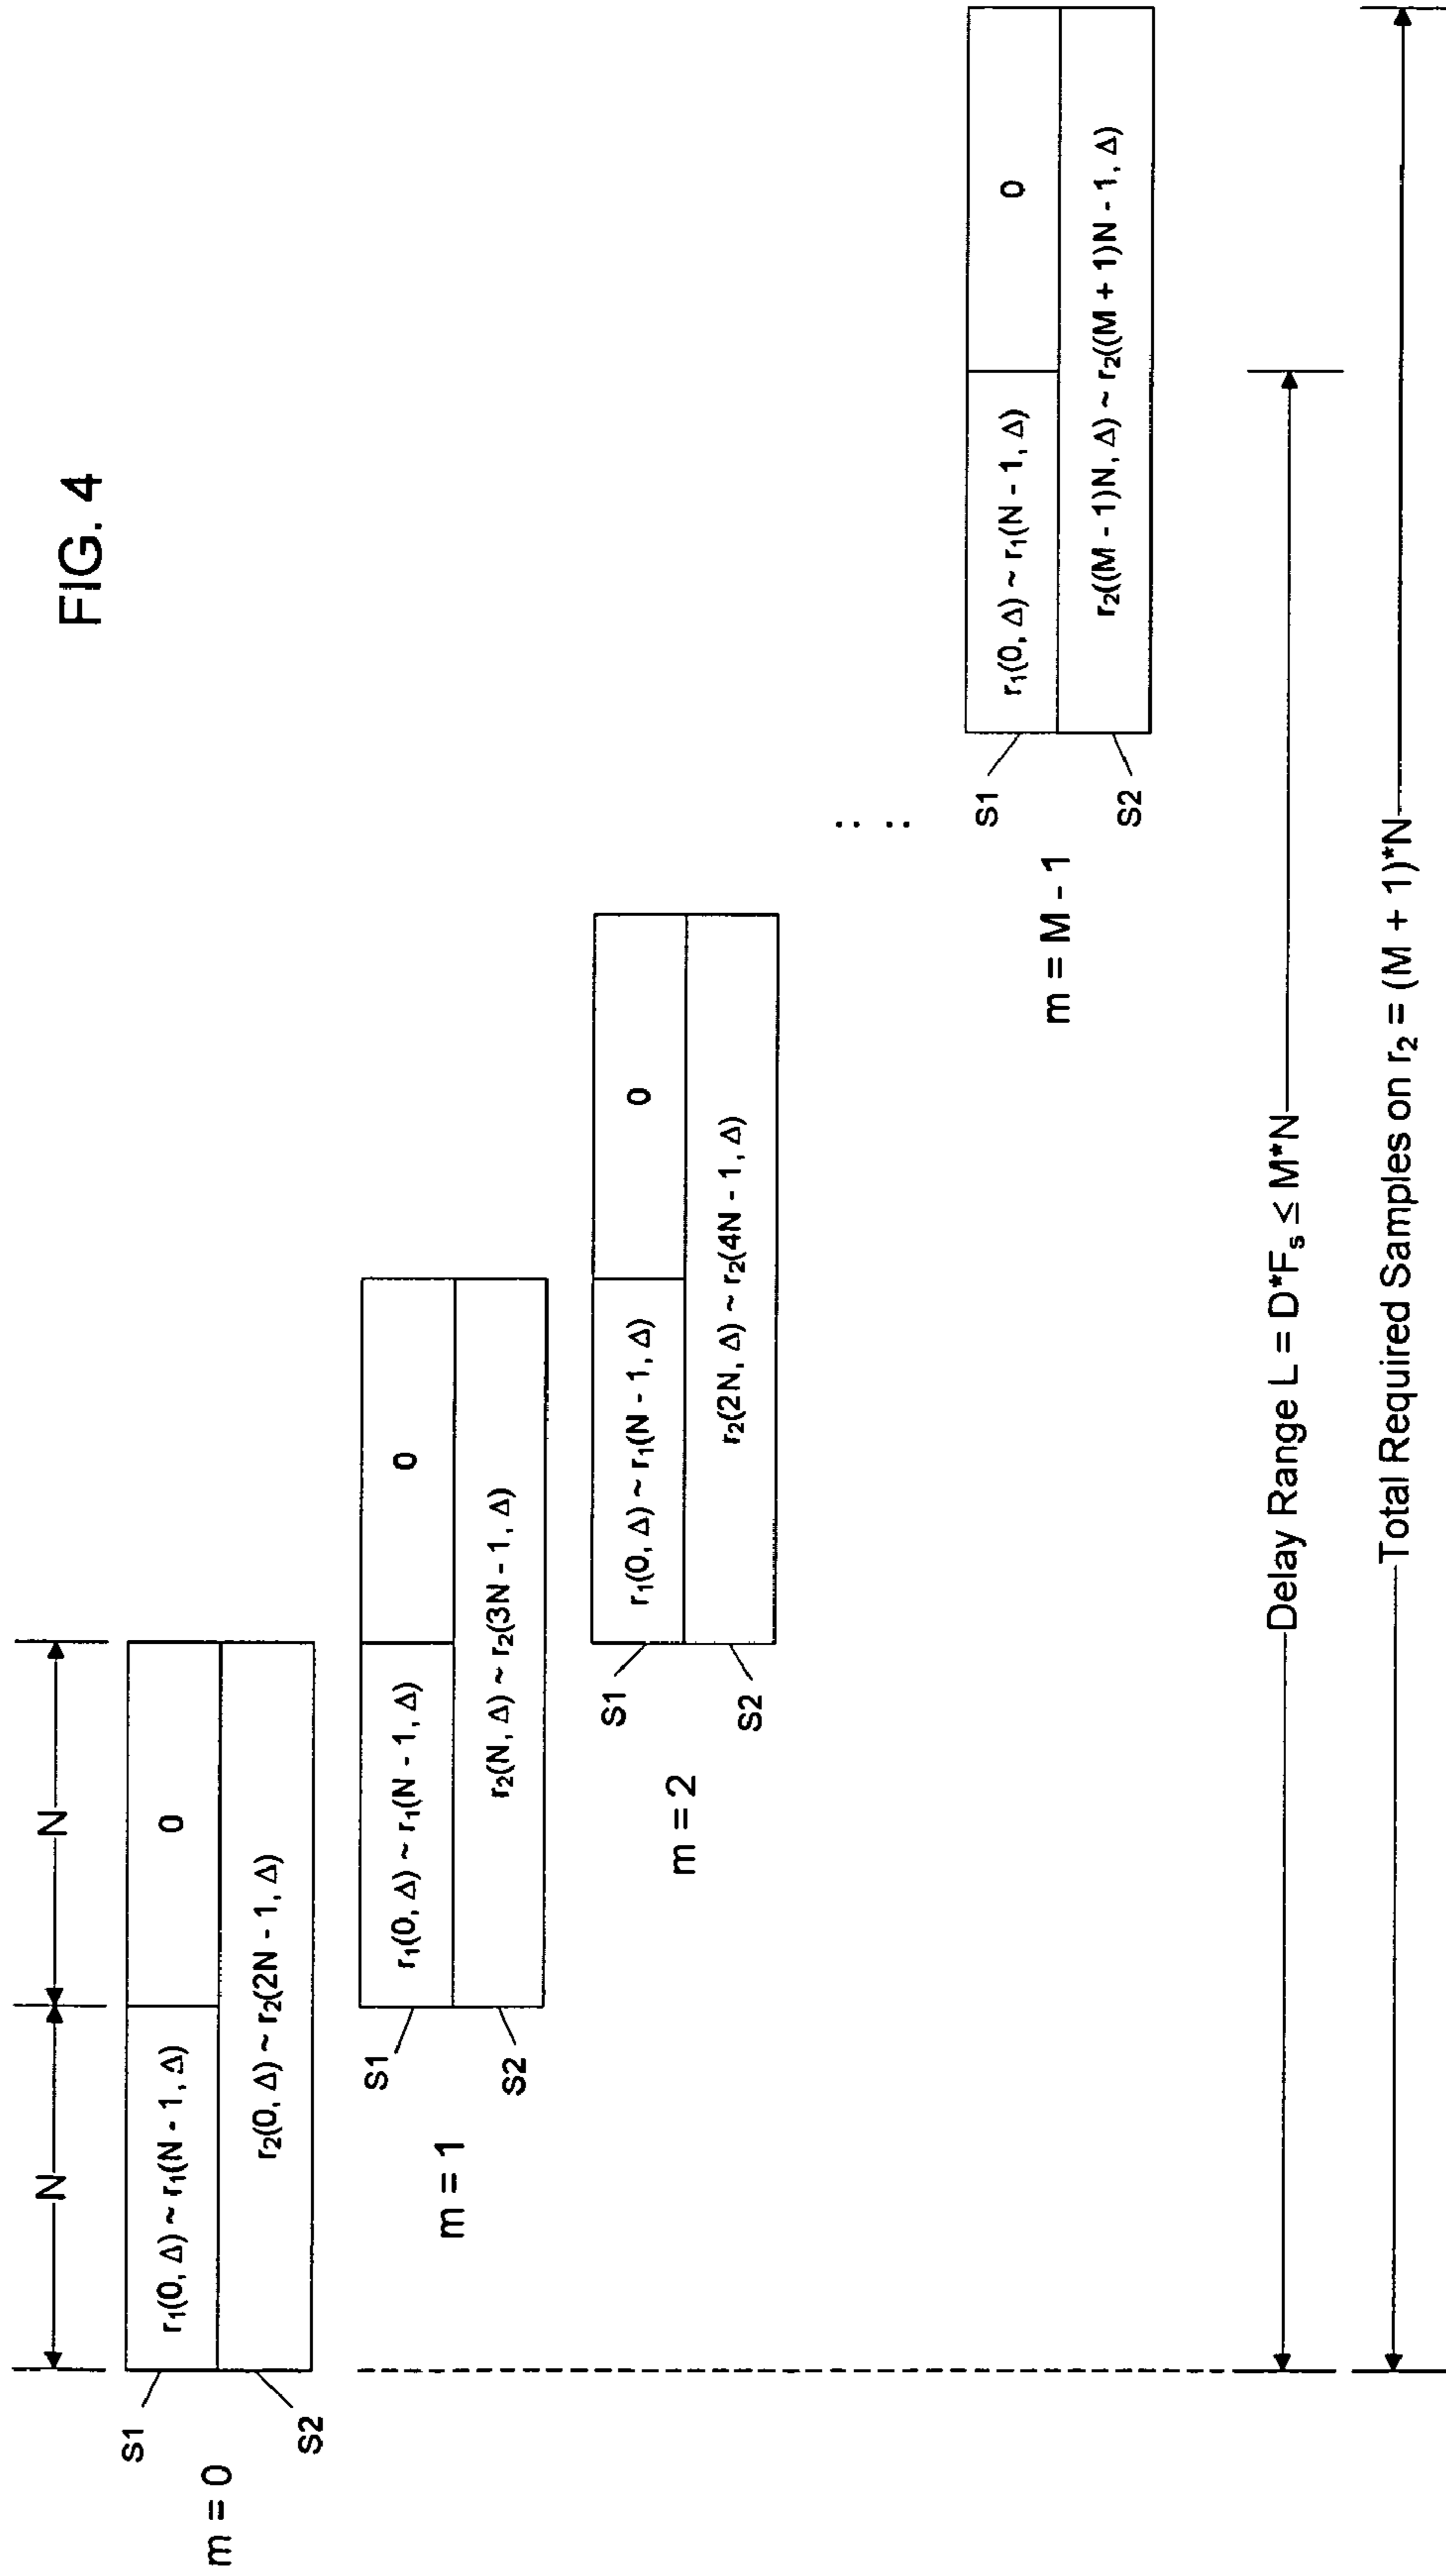 FIG. 4
N
N
S1
r₁(0, Δ) ~ r₁(N - 1, Δ)
0
m = 0
S2
r₂(0, Δ) ~ r₂(2N - 1, Δ)
S1
r₁(0, Δ) ~ r₁(N - 1, Δ)
0
m = 1
S2
r₂(N, Δ) ~ r₂(3N - 1, Δ)
S1
r₁(0, Δ) ~ r₁(N - 1, Δ)
0
m = 2
S2
r₂(2N, Δ) ~ r₂(4N - 1, Δ)
S1
r₁(0, Δ) ~ r₁(N - 1, Δ)
0
m = M - 1
S2
r₂((M - 1)N, Δ) ~ r₂((M + 1)N - 1, Δ)
Delay Range L = D*Fₛ ≤ M*N
Total Required Samples on r₂ = (M + 1)*N